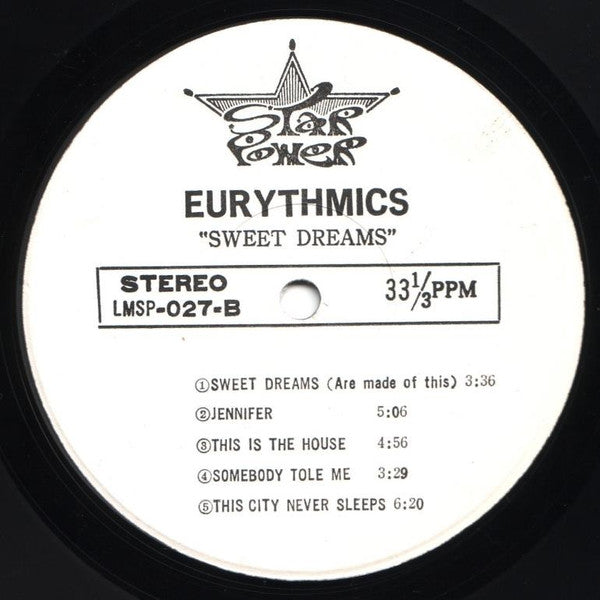 STAR
POWER
EURYTHMICS
"SWEET DREAMS"
STEREO
LMSP-027-B
33 1/3 PPM
①SWEET DREAMS (Are made of this) 3:36
②JENNIFER 5:06
③THIS IS THE HOUSE 4:56
④SOMEBODY TOLE ME 3:29
⑤THIS CITY NEVER SLEEPS 6:20